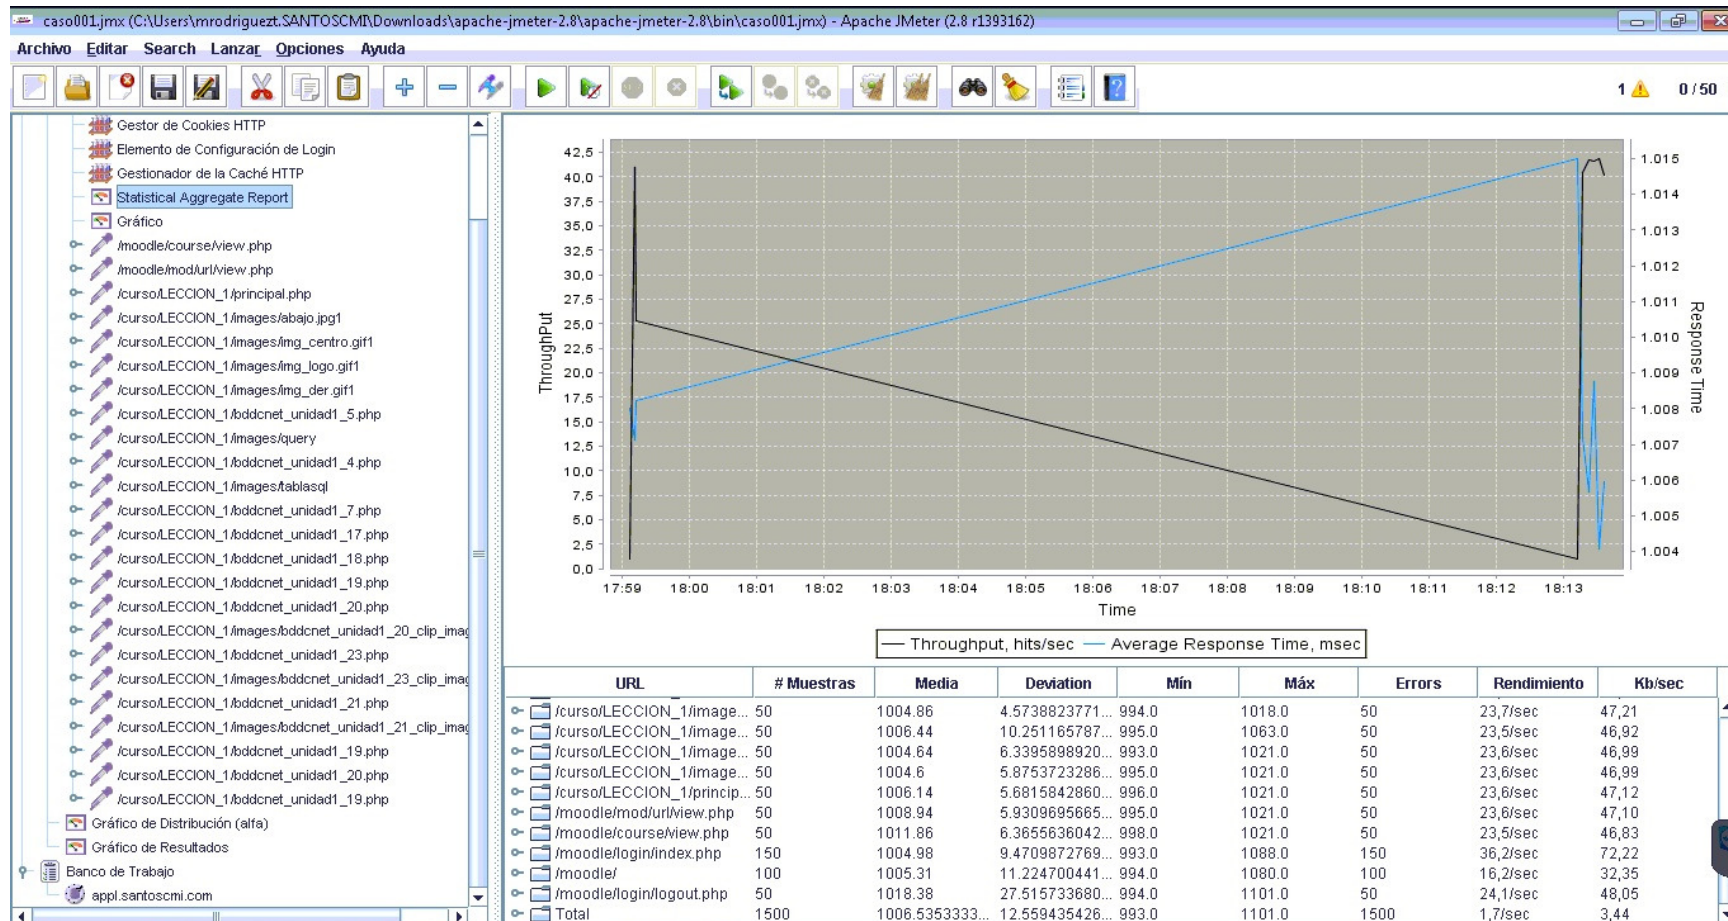 caso001.jmx (C:\Users\mrodriguezt.SANTOSCMI\Downloads\apache-jmeter-2.8\apache-jmeter-2.8\bin\caso001.jmx) - Apache JMeter (2.8 r1393162)
Archivo Editar Search Lanzar Opciones Ayuda
1 0 / 50
Gestor de Cookies HTTP
Elemento de Configuración de Login
Gestionador de la Caché HTTP
Statistical Aggregate Report
Gráfico
/moodle/course/view.php
/moodle/mod/url/view.php
/curso/LECCION_1/principal.php
/curso/LECCION_1/images/abajo.jpg1
/curso/LECCION_1/images/img_centro.gif1
/curso/LECCION_1/images/img_logo.gif1
/curso/LECCION_1/images/img_der.gif1
/curso/LECCION_1/bddcnet_unidad1_5.php
/curso/LECCION_1/images/query
/curso/LECCION_1/bddcnet_unidad1_4.php
/curso/LECCION_1/images/tablasql
/curso/LECCION_1/bddcnet_unidad1_7.php
/curso/LECCION_1/bddcnet_unidad1_17.php
/curso/LECCION_1/bddcnet_unidad1_18.php
/curso/LECCION_1/bddcnet_unidad1_19.php
/curso/LECCION_1/bddcnet_unidad1_20.php
/curso/LECCION_1/images/bddcnet_unidad1_20_clip_imag
/curso/LECCION_1/bddcnet_unidad1_23.php
/curso/LECCION_1/images/bddcnet_unidad1_23_clip_imag
/curso/LECCION_1/bddcnet_unidad1_21.php
/curso/LECCION_1/images/bddcnet_unidad1_21_clip_imag
/curso/LECCION_1/bddcnet_unidad1_19.php
/curso/LECCION_1/bddcnet_unidad1_20.php
/curso/LECCION_1/bddcnet_unidad1_19.php
Gráfico de Distribución (alfa)
Gráfico de Resultados
Banco de Trabajo
appl.santoscmi.com
ThroughPut
42,5
40,0
37,5
35,0
32,5
30,0
27,5
25,0
22,5
20,0
17,5
15,0
12,5
10,0
7,5
5,0
2,5
0,0
1.015
1.014
1.013
1.012
1.011
1.010
1.009
1.008
1.007
1.006
1.005
1.004
Response Time
17:59 18:00 18:01 18:02 18:03 18:04 18:05 18:06 18:07 18:08 18:09 18:10 18:11 18:12 18:13
Time
Throughput, hits/sec Average Response Time, msec
URL # Muestras Media Deviation Mín Máx Errors Rendimiento Kb/sec
/curso/LECCION_1/image... 50 1004.86 4.5738823771... 994.0 1018.0 50 23,7/sec 47,21
/curso/LECCION_1/image... 50 1006.44 10.251165787... 995.0 1063.0 50 23,5/sec 46,92
/curso/LECCION_1/image... 50 1004.64 6.3395898920... 993.0 1021.0 50 23,6/sec 46,99
/curso/LECCION_1/image... 50 1004.6 5.8753723286... 995.0 1021.0 50 23,6/sec 46,99
/curso/LECCION_1/princip... 50 1006.14 5.6815842860... 996.0 1021.0 50 23,6/sec 47,12
/moodle/mod/url/view.php 50 1008.94 5.9309695665... 995.0 1021.0 50 23,6/sec 47,10
/moodle/course/view.php 50 1011.86 6.3655636042... 998.0 1021.0 50 23,5/sec 46,83
/moodle/login/index.php 150 1004.98 9.4709872769... 993.0 1088.0 150 36,2/sec 72,22
/moodle/ 100 1005.31 11.224700441... 994.0 1080.0 100 16,2/sec 32,35
/moodle/login/logout.php 50 1018.38 27.515733680... 994.0 1101.0 50 24,1/sec 48,05
Total 1500 1006.5353333... 12.559435426... 993.0 1101.0 1500 1,7/sec 3,44